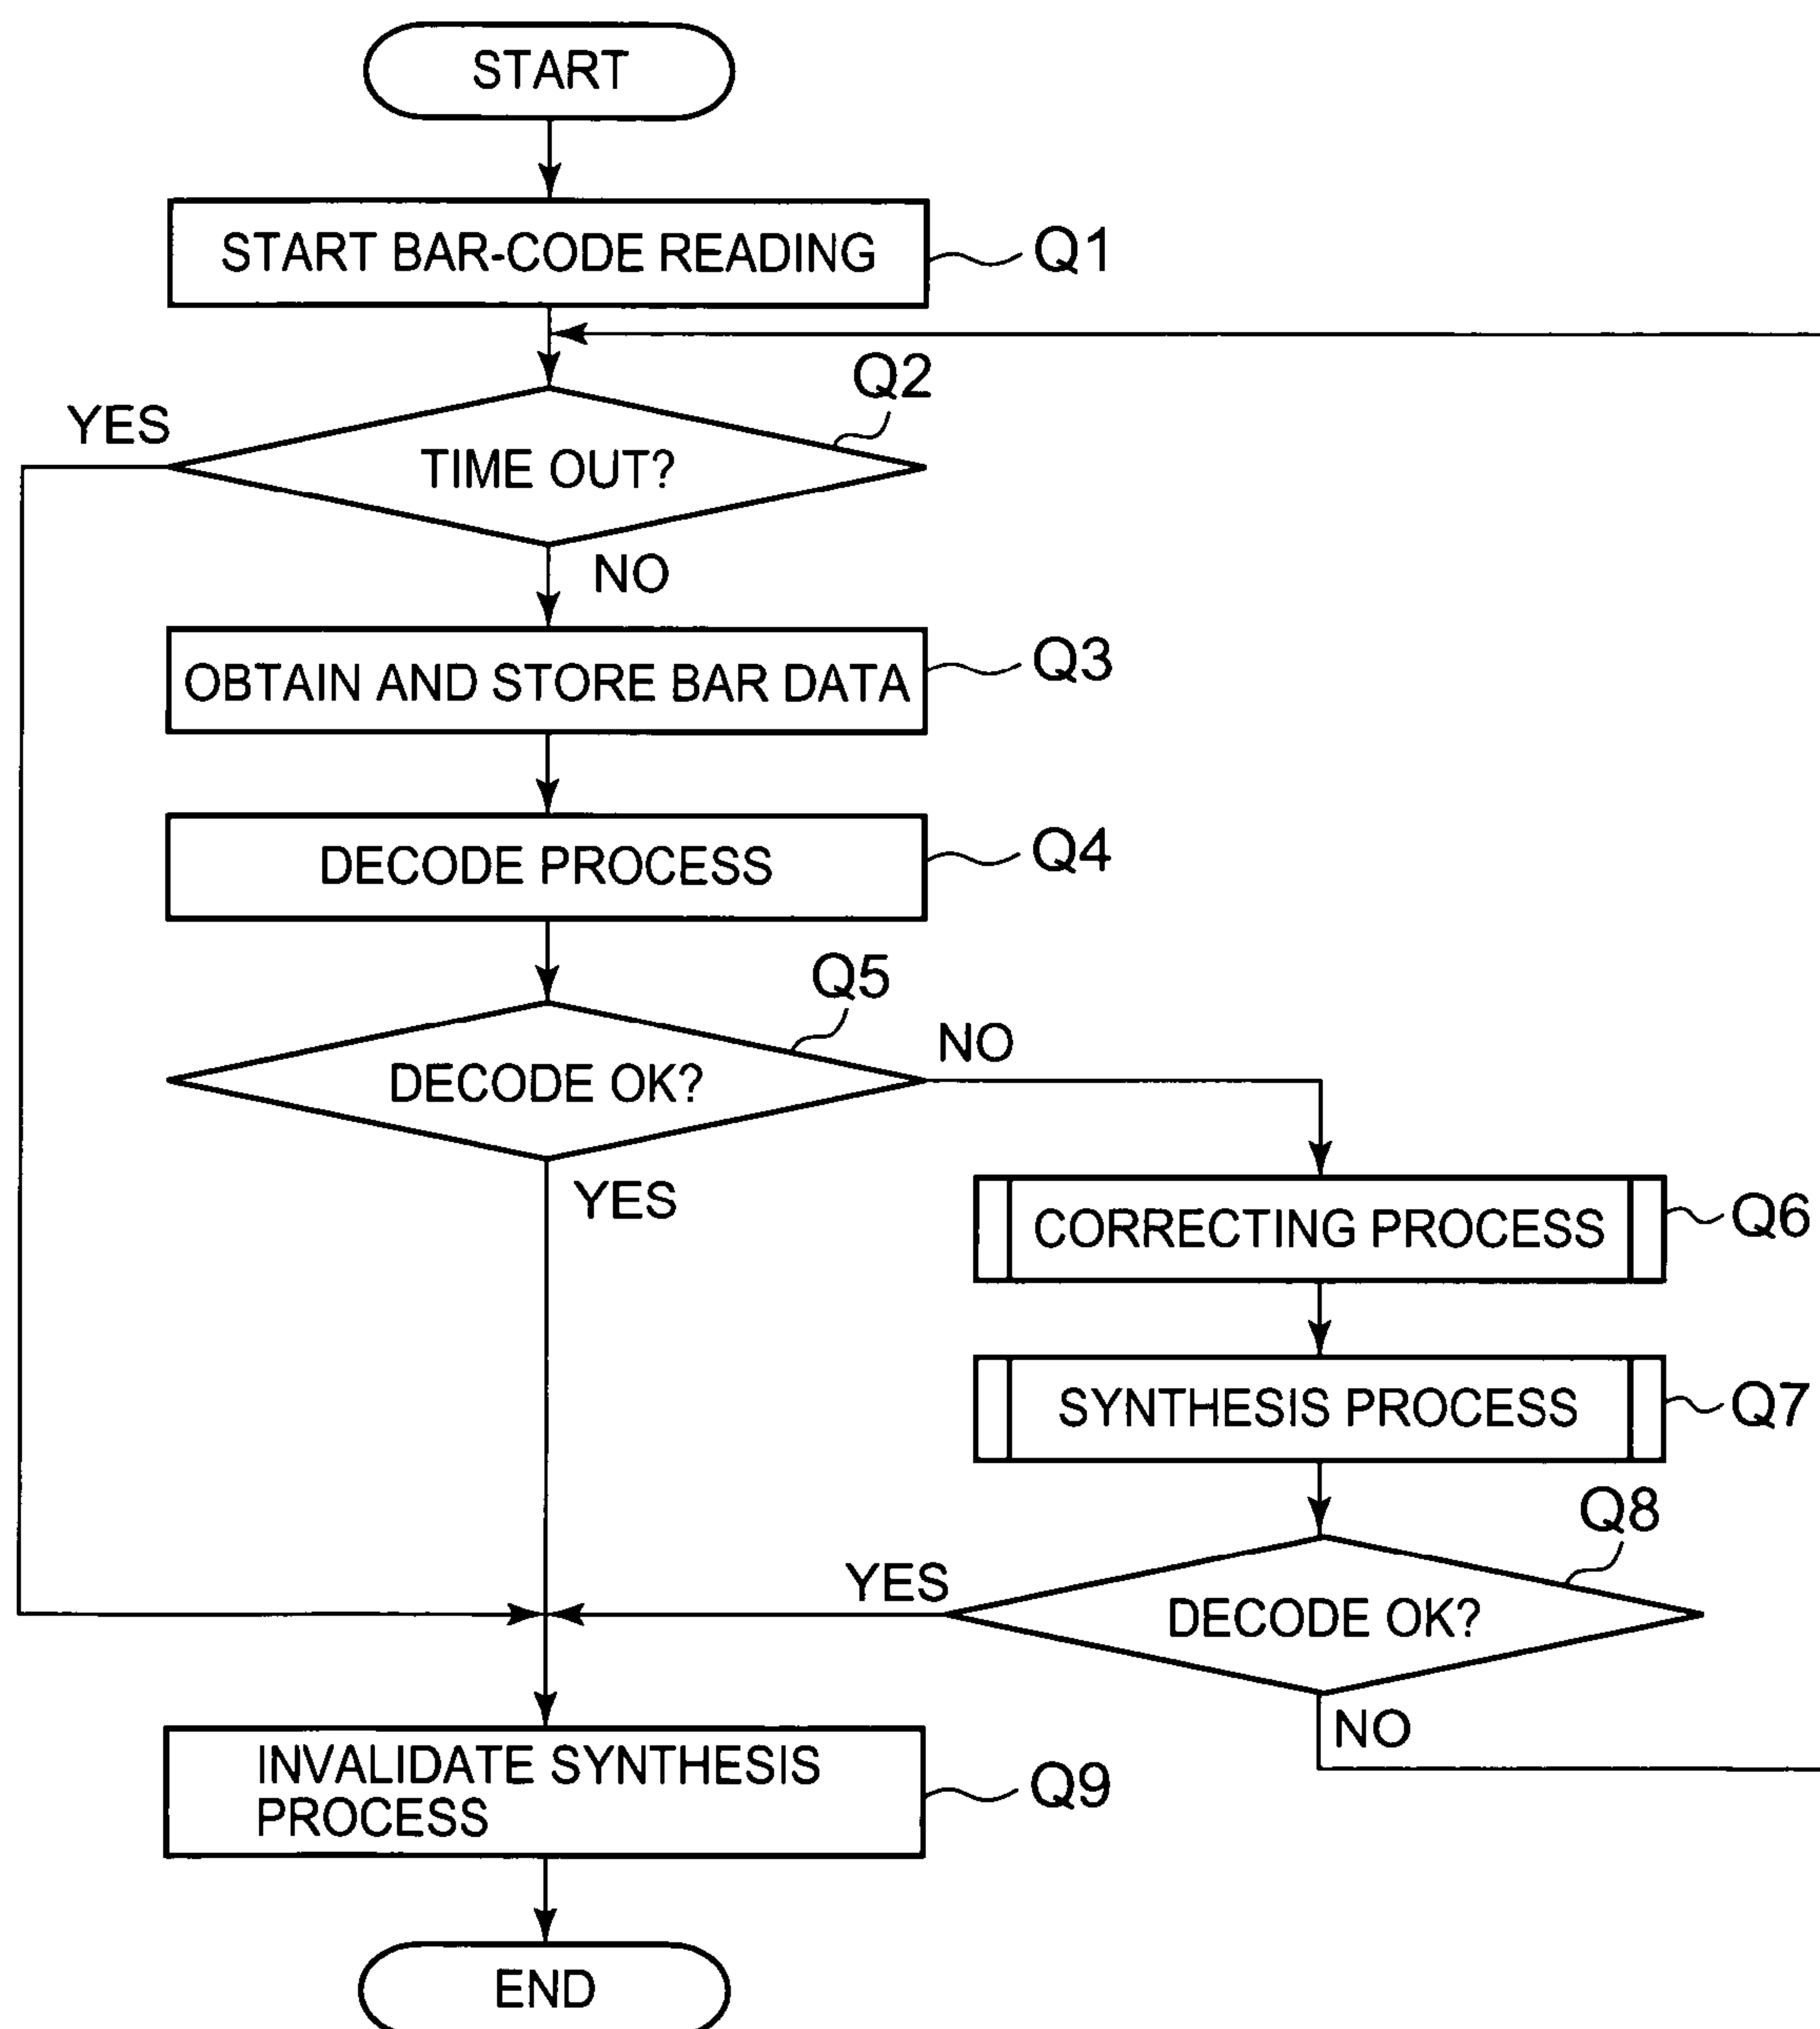 START
START BAR-CODE READING
Q1
Q2
YES
TIME OUT?
NO
OBTAIN AND STORE BAR DATA
Q3
DECODE PROCESS
Q4
Q5
DECODE OK?
NO
YES
CORRECTING PROCESS
Q6
SYNTHESIS PROCESS
Q7
Q8
YES
DECODE OK?
NO
INVALIDATE SYNTHESIS
PROCESS
Q9
END